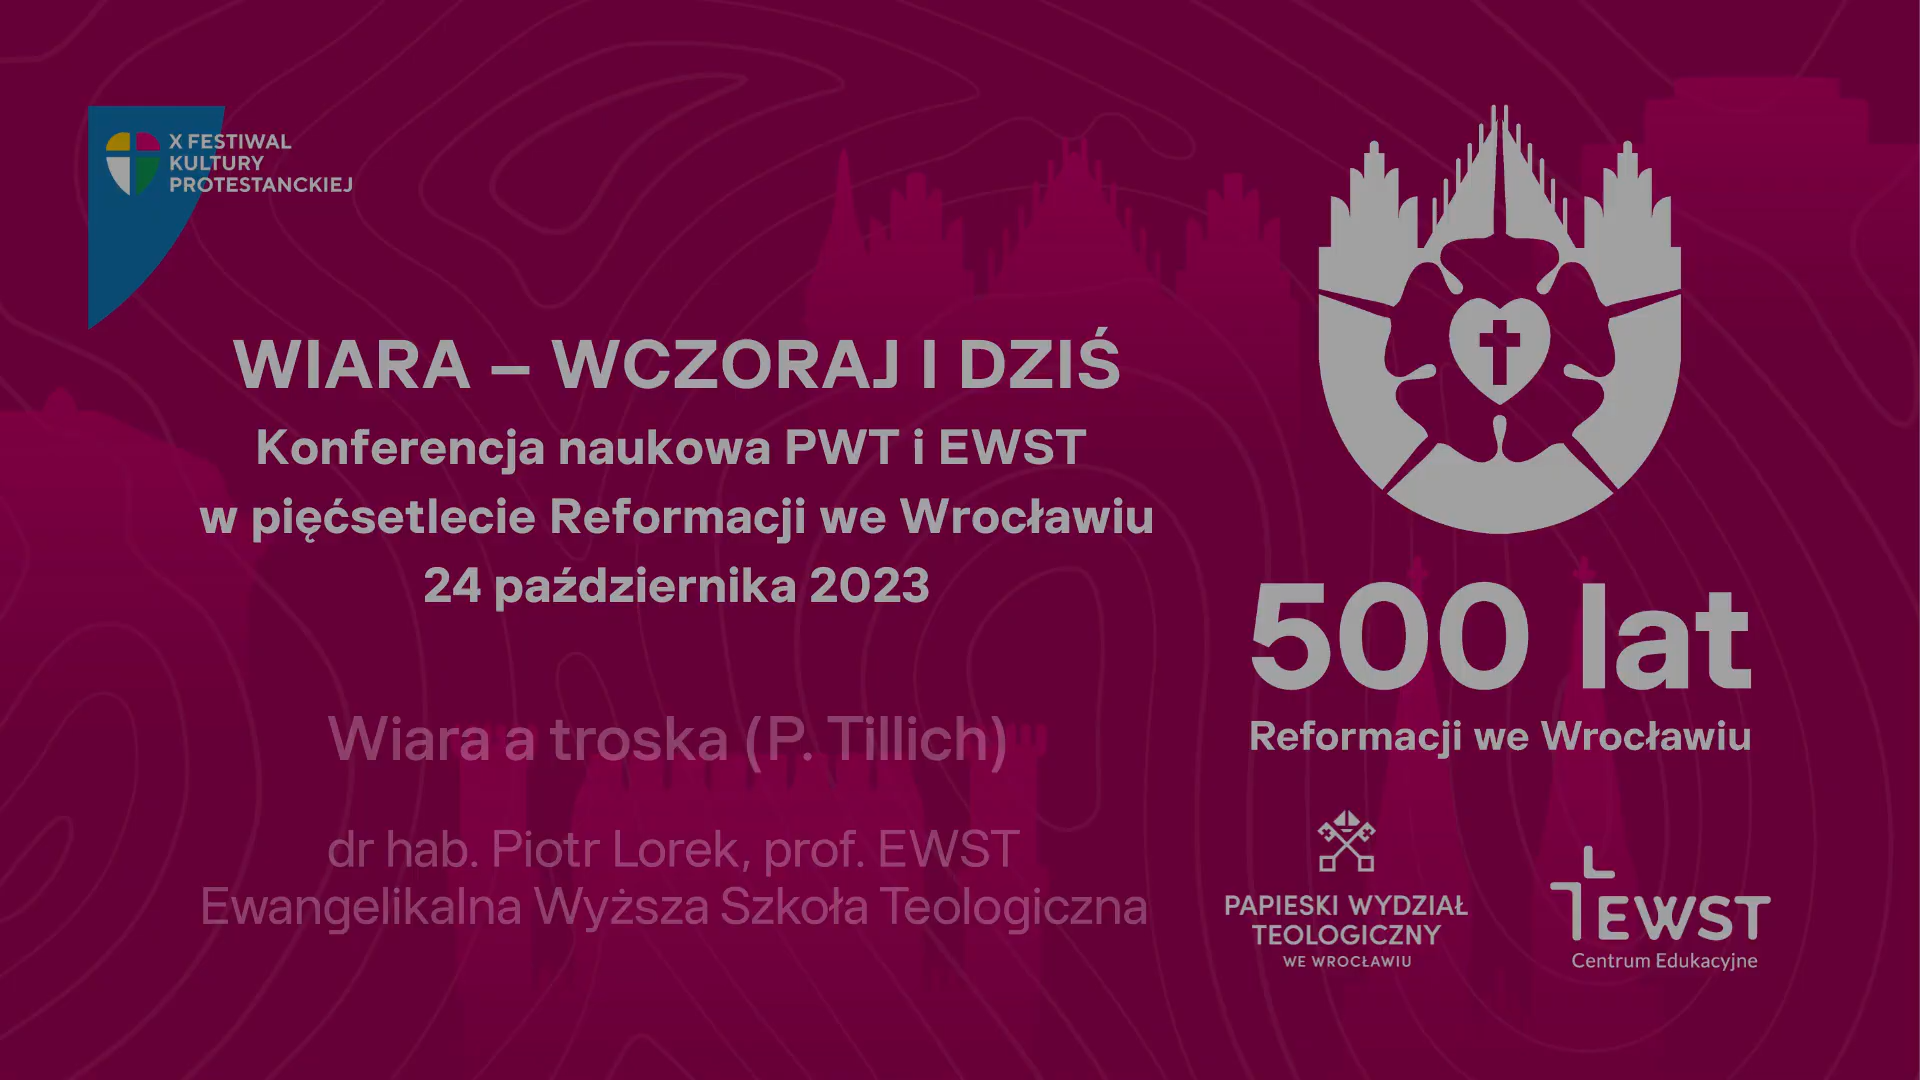 X FESTIWAL
KULTURY
PROTESTANCKIEJ
WIARA – WCZORAJ I DZIŚ
Konferencja naukowa PWT i EWST
w pięćsetlecie Reformacji we Wrocławiu
24 października 2023
Wiara a troska (P. Tillich)
dr hab. Piotr Lorek, prof. EWST
Ewangelikalna Wyższa Szkoła Teologiczna
500 lat
Reformacji we Wrocławiu
PAPIESKI WYDZIAŁ
TEOLOGICZNY
WE WROCŁAWIU
EWST
Centrum Edukacyjne